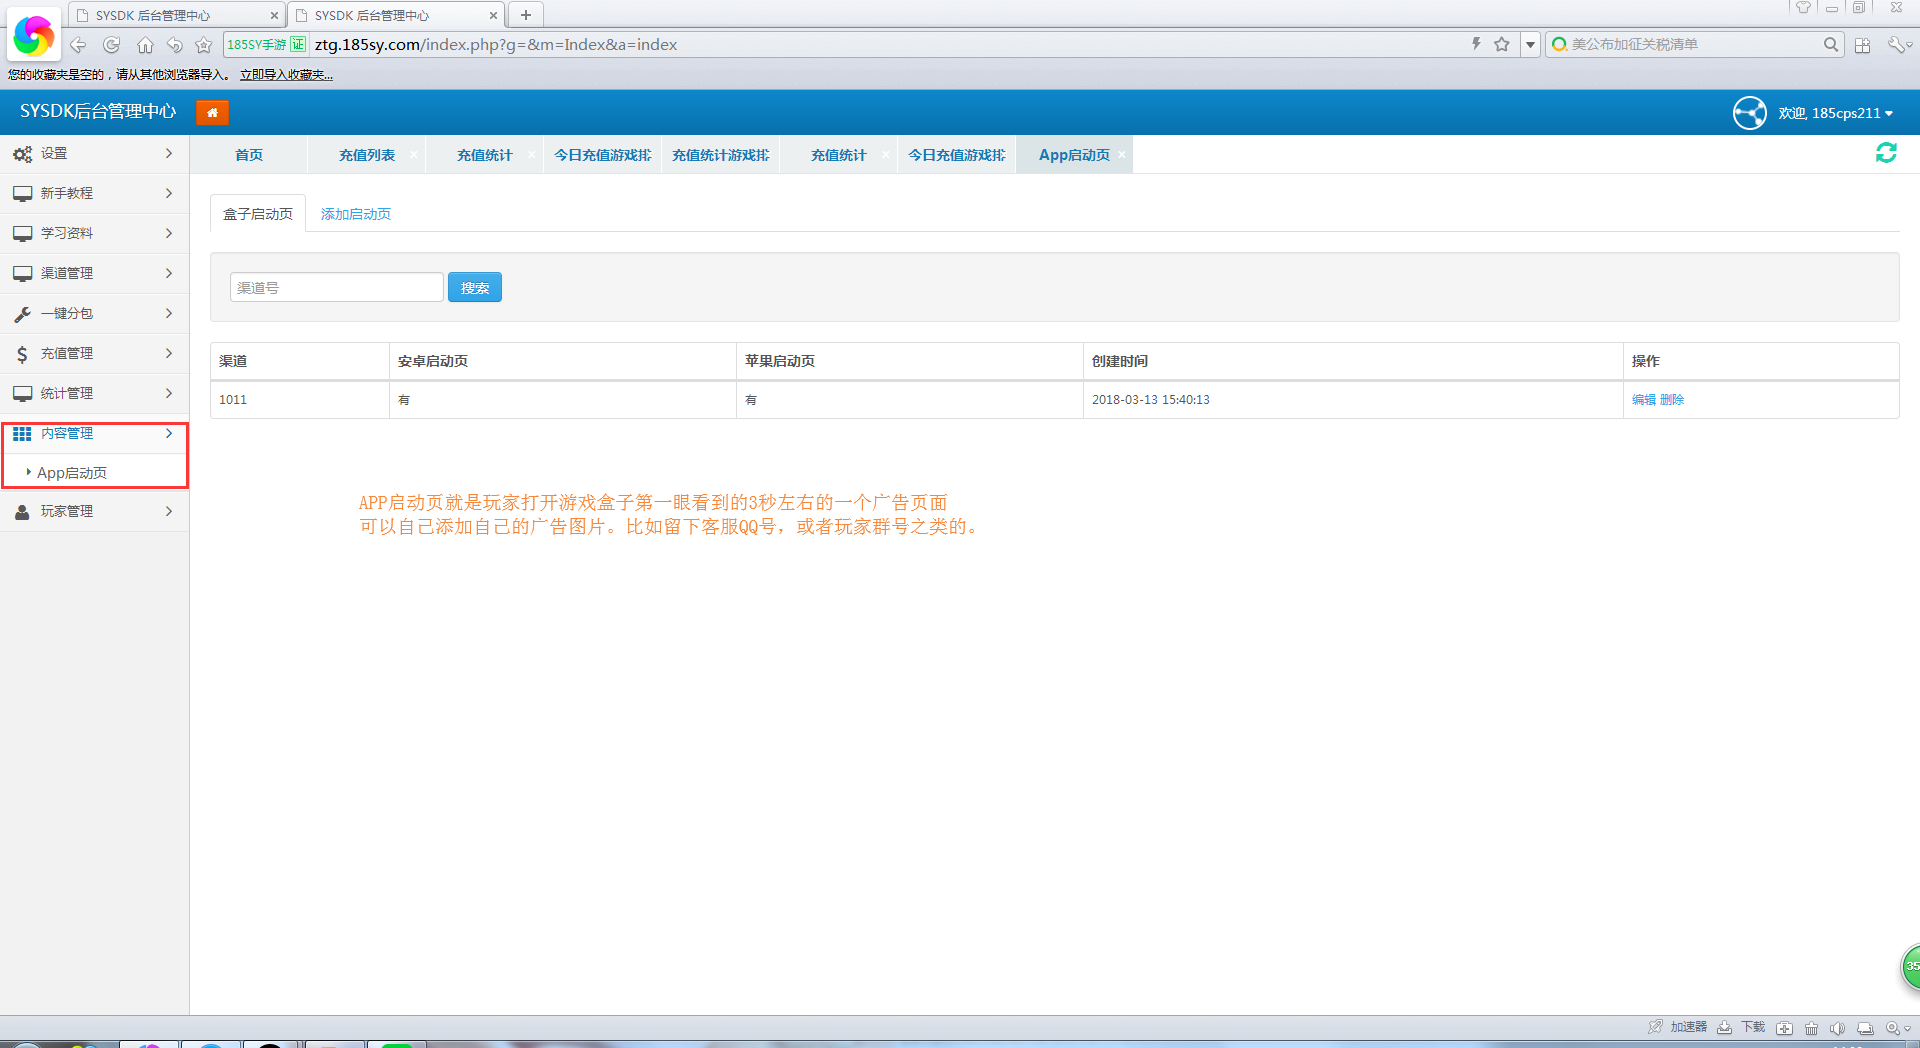 SYSDK 后台管理中心
SYSDK 后台管理中心
185SY手游 证 ztg.185sy.com/index.php?g=&m=Index&a=index
美公布加征关税清单
您的收藏夹是空的，请从其他浏览器导入。 立即导入收藏夹...
SYSDK后台管理中心
欢迎, 185cps211
设置
新手教程
学习资料
渠道管理
一键分包
充值管理
统计管理
内容管理
App启动页
玩家管理
首页 充值列表 充值统计 今日充值游戏排 充值统计游戏排 充值统计 今日充值游戏排 App启动页
盒子启动页 添加启动页
渠道号 搜索
渠道 安卓启动页 苹果启动页 创建时间 操作
1011 有 有 2018-03-13 15:40:13 编辑 删除
APP启动页就是玩家打开游戏盒子第一眼看到的3秒左右的一个广告页面
可以自己添加自己的广告图片。比如留下客服QQ号，或者玩家群号之类的。
35
加速器 下载